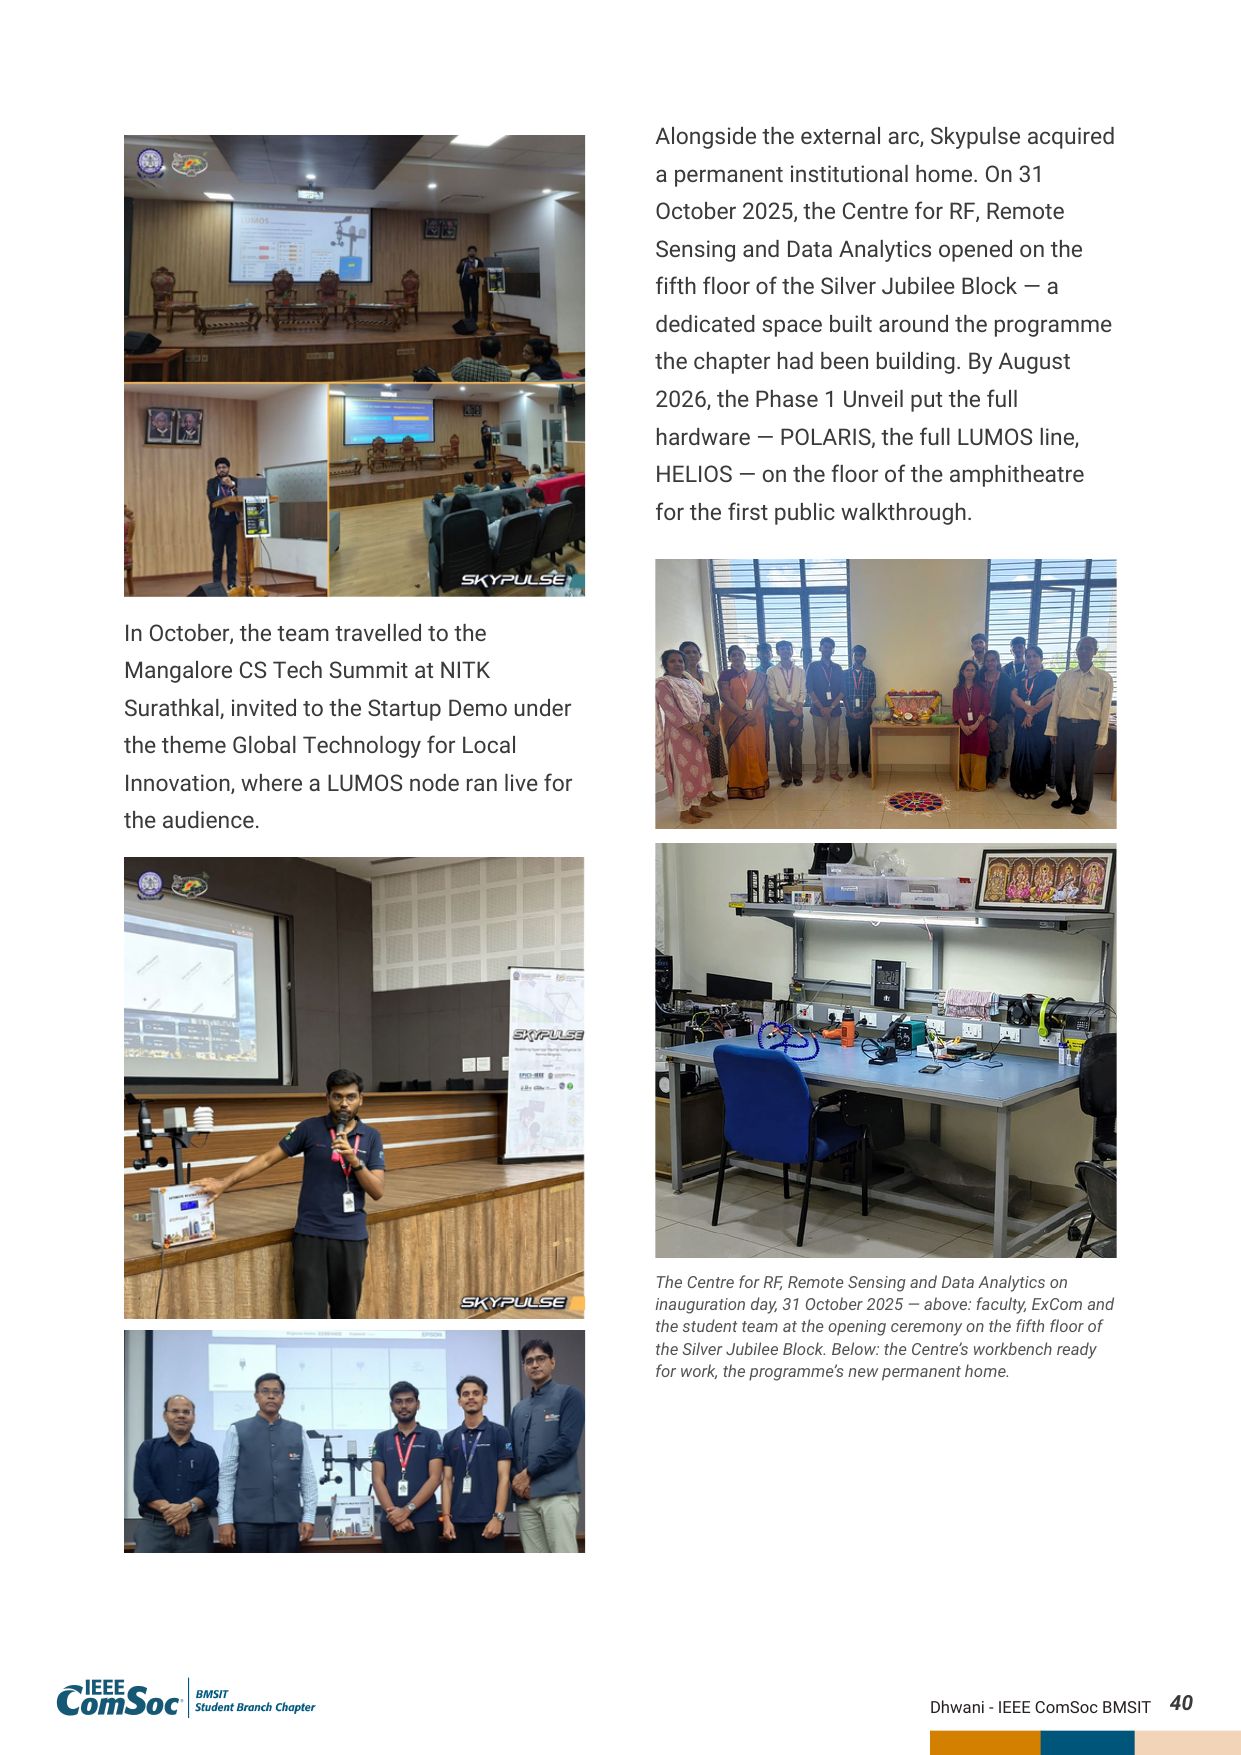 LUMOS
SKYPULSE
In October, the team travelled to the
Mangalore CS Tech Summit at NITK
Surathkal, invited to the Startup Demo under
the theme Global Technology for Local
Innovation, where a LUMOS node ran live for
the audience.
SKYPULSE
EPICS-IEEE
SKYPULSE
EPSON
Alongside the external arc, Skypulse acquired
a permanent institutional home. On 31
October 2025, the Centre for RF, Remote
Sensing and Data Analytics opened on the
fifth floor of the Silver Jubilee Block — a
dedicated space built around the programme
the chapter had been building. By August
2026, the Phase 1 Unveil put the full
hardware — POLARIS, the full LUMOS line,
HELIOS — on the floor of the amphitheatre
for the first public walkthrough.
The Centre for RF, Remote Sensing and Data Analytics on
inauguration day, 31 October 2025 — above: faculty, ExCom and
the student team at the opening ceremony on the fifth floor of
the Silver Jubilee Block. Below: the Centre’s workbench ready
for work, the programme’s new permanent home.
IEEE
ComSoc
BMSIT
Student Branch Chapter
Dhwani - IEEE ComSoc BMSIT 40